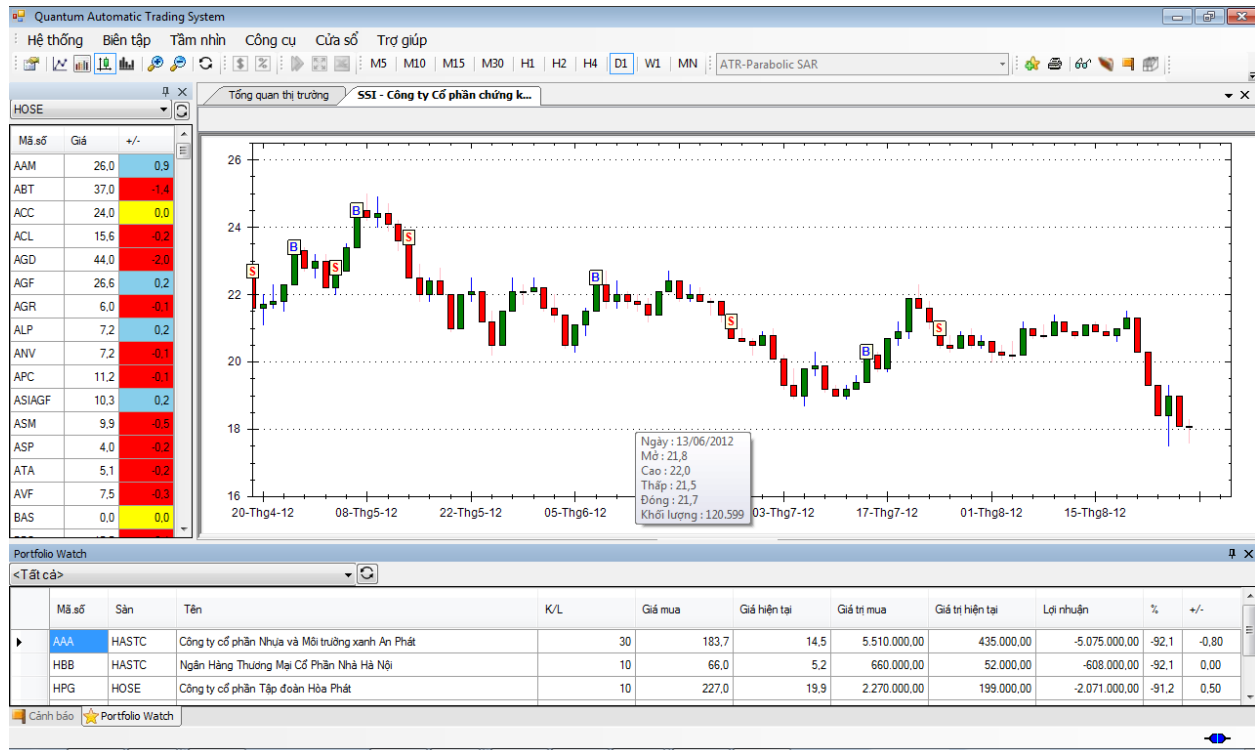 Quantum Automatic Trading System
Hệ thống Biên tập Tầm nhìn Công cụ Cửa sổ Trợ giúp
$ % M5 M10 M15 M30 H1 H2 H4 D1 W1 MN ATR-Parabolic SAR
HOSE
Mã số Giá +/-
AAM 26,0 0,9
ABT 37,0 -1,4
ACC 24,0 0,0
ACL 15,6 -0,2
AGD 44,0 -2,0
AGF 26,6 0,2
AGR 6,0 -0,1
ALP 7,2 0,2
ANV 7,2 -0,1
APC 11,2 -0,1
ASIAGF 10,3 0,2
ASM 9,9 -0,5
ASP 4,0 -0,2
ATA 5,1 -0,2
AVF 7,5 -0,3
BAS 0,0 0,0
Tổng quan thị trường SSI - Công ty Cổ phần chứng k...
26
24
22
20
18
16
S B S B S B S B S
Ngày : 13/06/2012
Mở : 21,8
Cao : 22,0
Thấp : 21,5
Đóng : 21,7
Khối lượng : 120.599
20-Thg4-12 08-Thg5-12 22-Thg5-12 05-Thg6-12 03-Thg7-12 17-Thg7-12 01-Thg8-12 15-Thg8-12
Portfolio Watch
<Tất cả>
Mã số Sàn Tên K/L Giá mua Giá hiện tại Giá trị mua Giá trị hiện tại Lợi nhuận % +/-
AAA HASTC Công ty cổ phần Nhựa và Môi trường xanh An Phát 30 183,7 14,5 5.510.000,00 435.000,00 -5.075.000,00 -92,1 -0,80
HBB HASTC Ngân Hàng Thương Mại Cổ Phần Nhà Hà Nội 10 66,0 5,2 660.000,00 52.000,00 -608.000,00 -92,1 0,00
HPG HOSE Công ty cổ phần Tập đoàn Hòa Phát 10 227,0 19,9 2.270.000,00 199.000,00 -2.071.000,00 -91,2 0,50
Cảnh báo Portfolio Watch